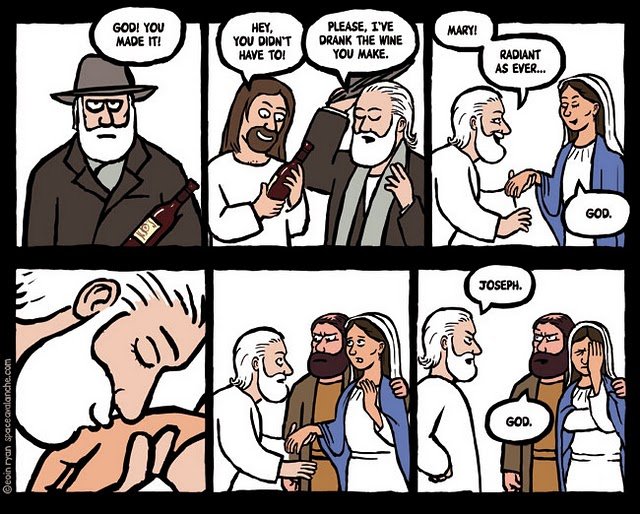 GOD! YOU
MADE IT!
HEY,
YOU DIDN'T
HAVE TO!
PLEASE, I'VE
DRANK THE WINE
YOU MAKE.
MARY!
RADIANT
AS EVER...
GOD.
JOSEPH.
GOD.
©eoin ryan spaceavalanche.com